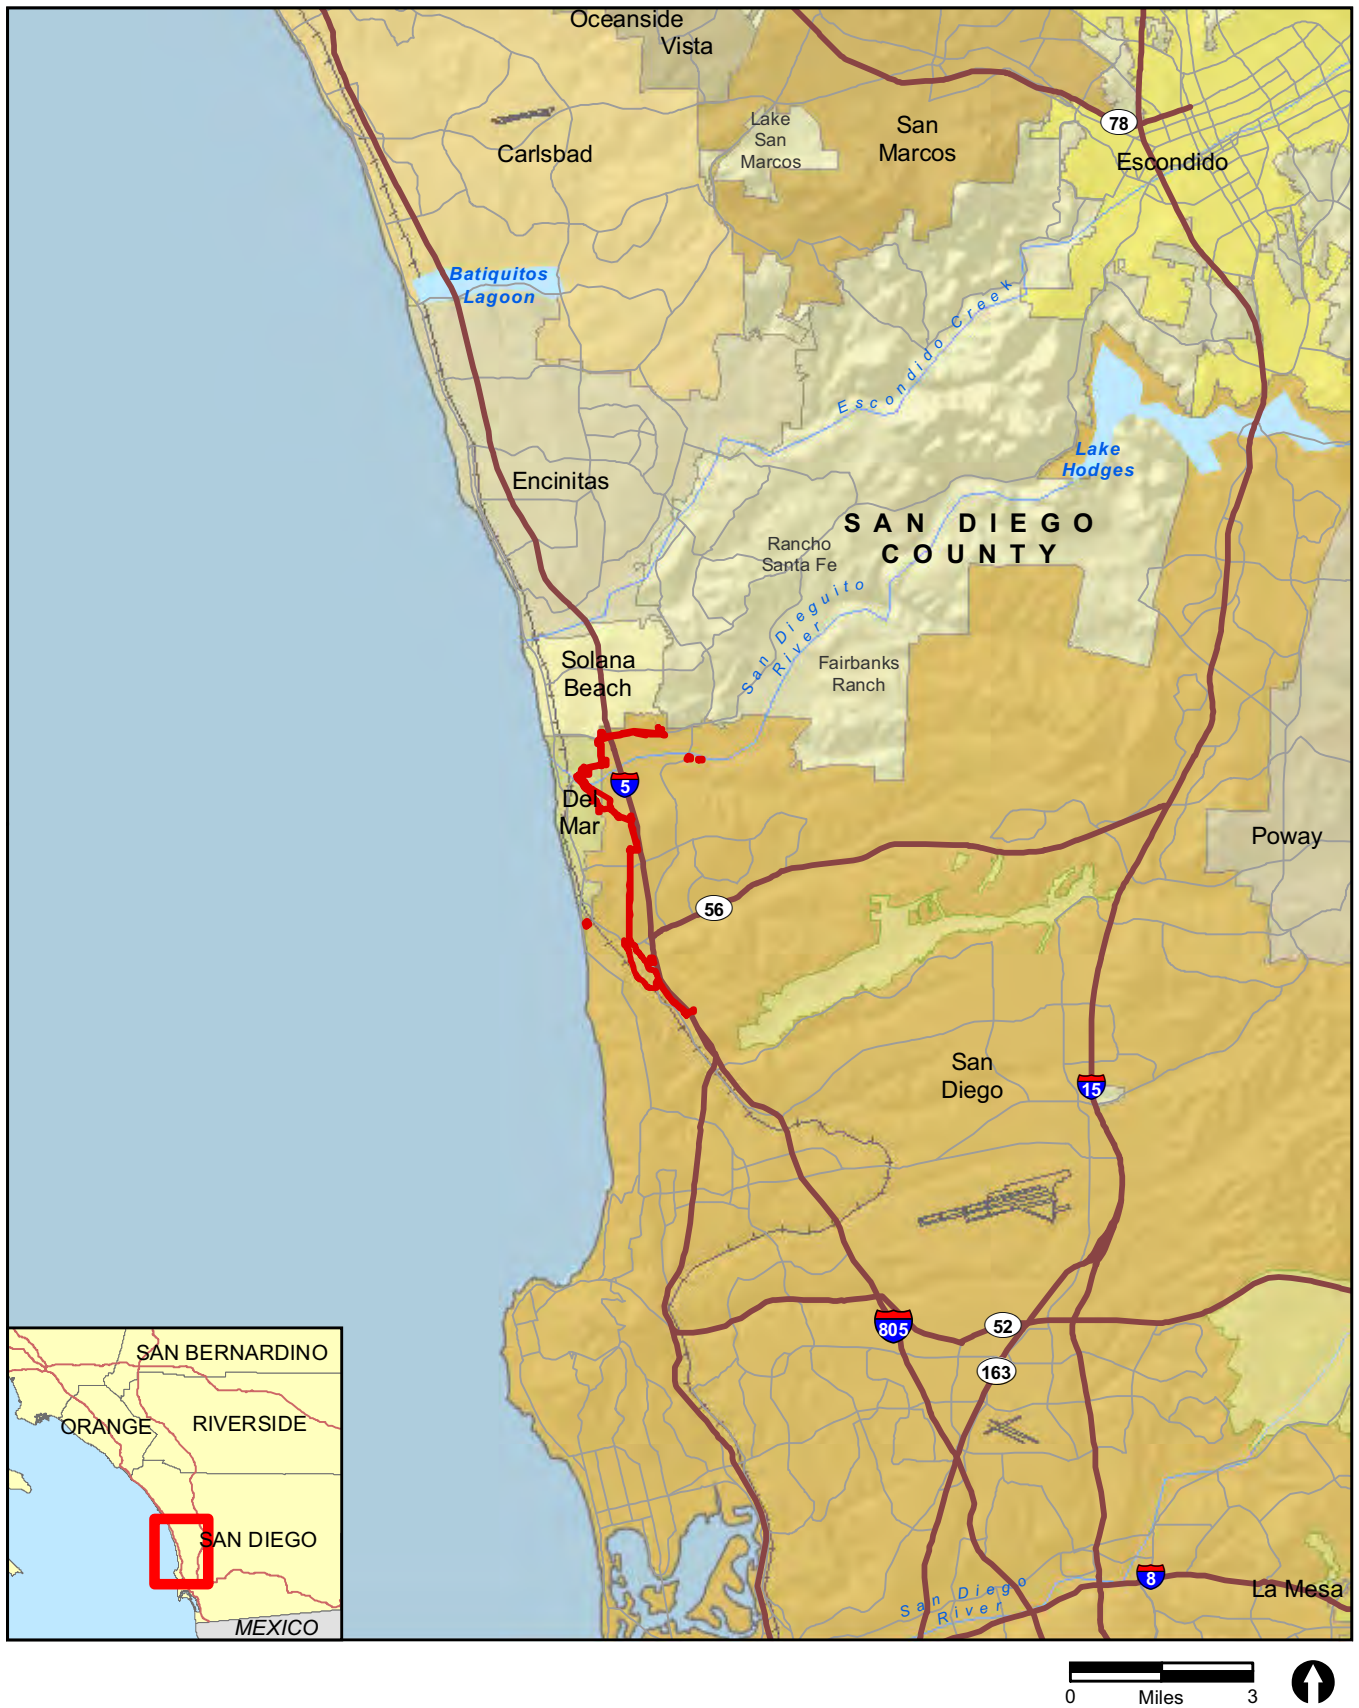 Oceanside
Vista
Lake
San
Marcos
San
Marcos
78
Carlsbad
Escondido
Batiquitos
Lagoon
Escondido Creek
Lake
Hodges
Encinitas
SAN DIEGO
COUNTY
Rancho
Santa Fe
San Dieguito
River
Solana
Beach
Fairbanks
Ranch
5
Del
Mar
Poway
56
San
Diego
15
805
52
163
SAN BERNARDINO
ORANGE
RIVERSIDE
SAN DIEGO
MEXICO
San Diego
River
8
La Mesa
0 Miles 3